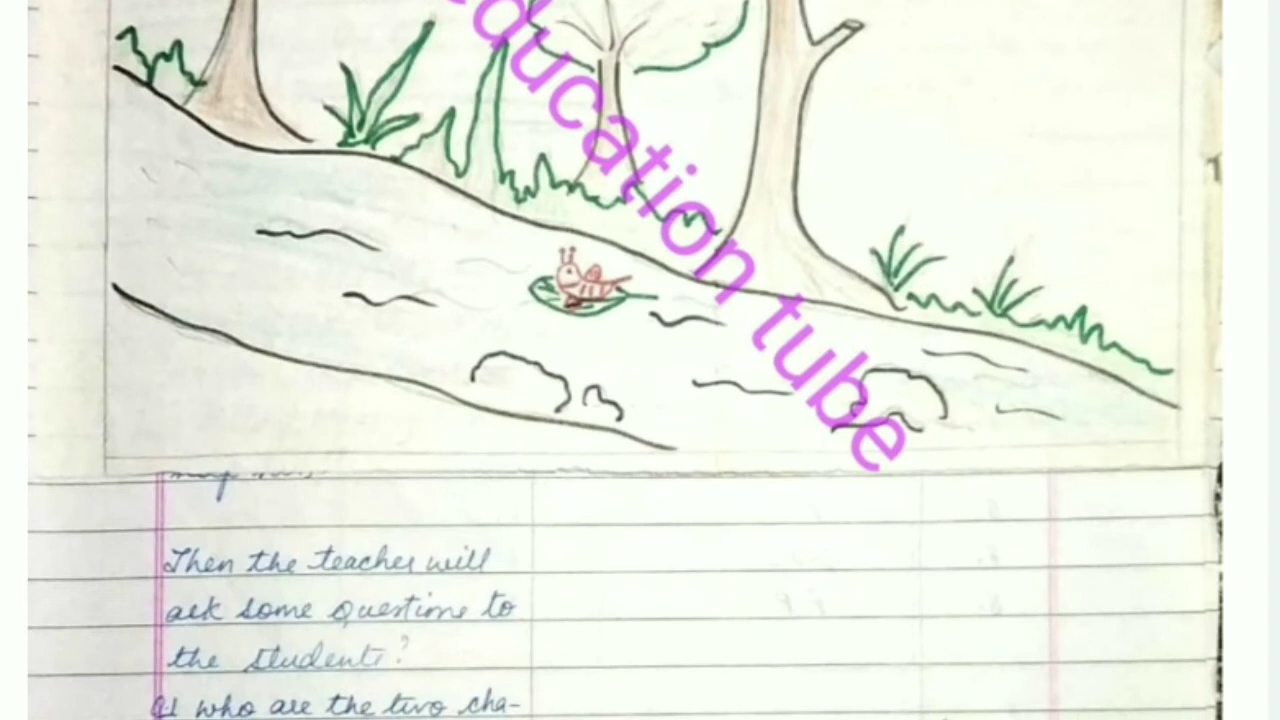 education tube
Then the teacher will
ask some questions to
the students?
Q1 who are the two cha-